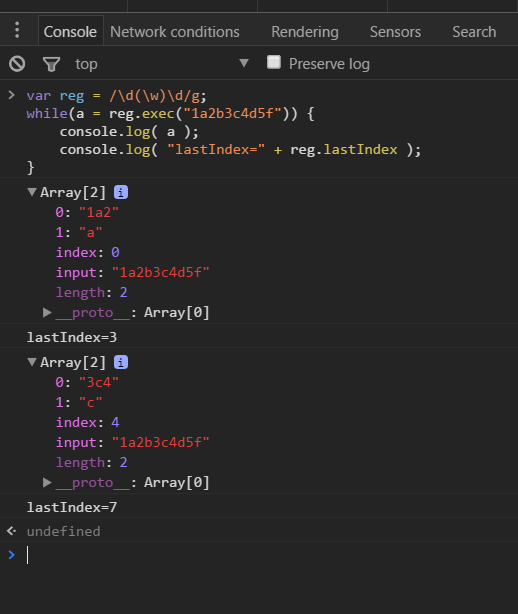 Console Network conditions Rendering Sensors Search
top Preserve log
> var reg = /\d(\w)\d/g;
while(a = reg.exec("1a2b3c4d5f")) {
    console.log( a );
    console.log( "lastIndex=" + reg.lastIndex );
}
▼Array[2] i
0: "1a2"
1: "a"
index: 0
input: "1a2b3c4d5f"
length: 2
▶__proto__: Array[0]
lastIndex=3
▼Array[2] i
0: "3c4"
1: "c"
index: 4
input: "1a2b3c4d5f"
length: 2
▶__proto__: Array[0]
lastIndex=7
undefined
>